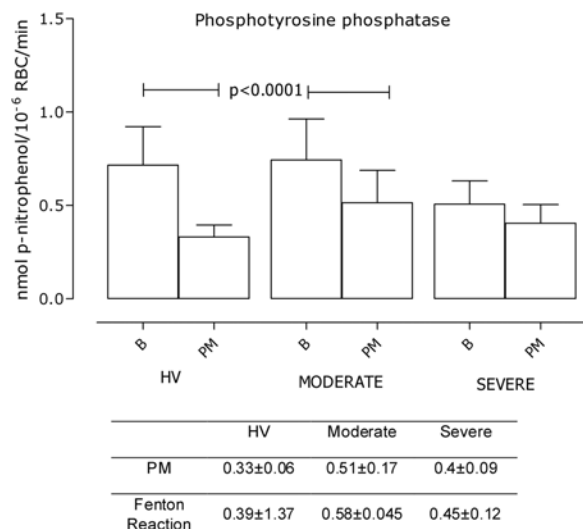 Phosphotyrosine phosphatase
nmol p-nitrophenol/10⁻⁶ RBC/min
1.5
1.0
0.5
0.0
p<0.0001
B PM B PM B PM
HV MODERATE SEVERE
HV Moderate Severe
PM 0.33±0.06 0.51±0.17 0.4±0.09
Fenton
Reaction 0.39±1.37 0.58±0.045 0.45±0.12